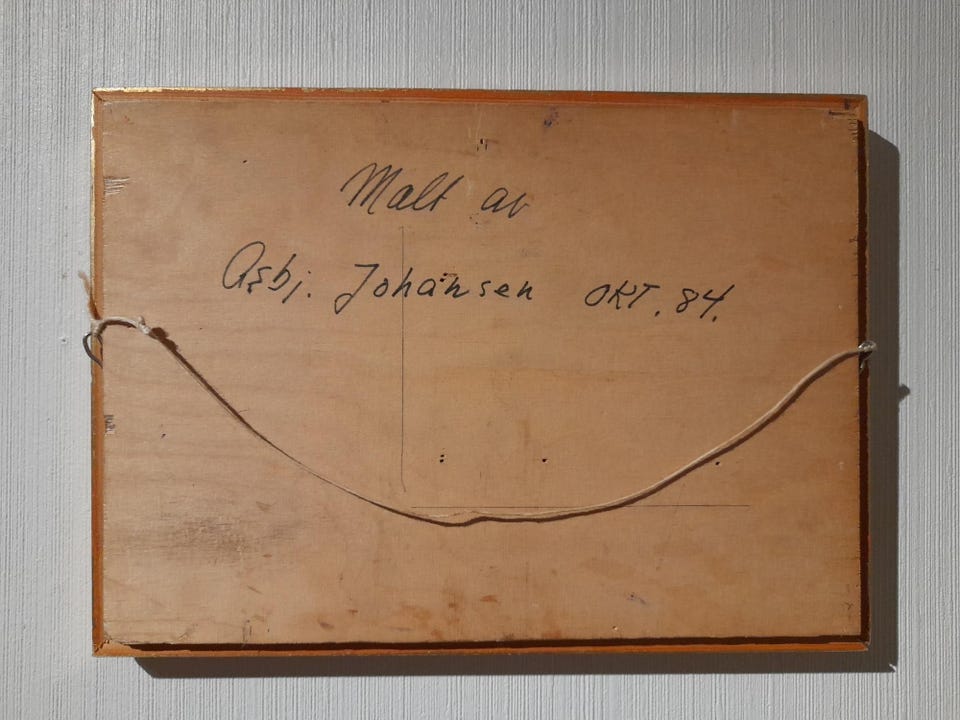 Malt av
Asbj. Johansen OKT. 84.